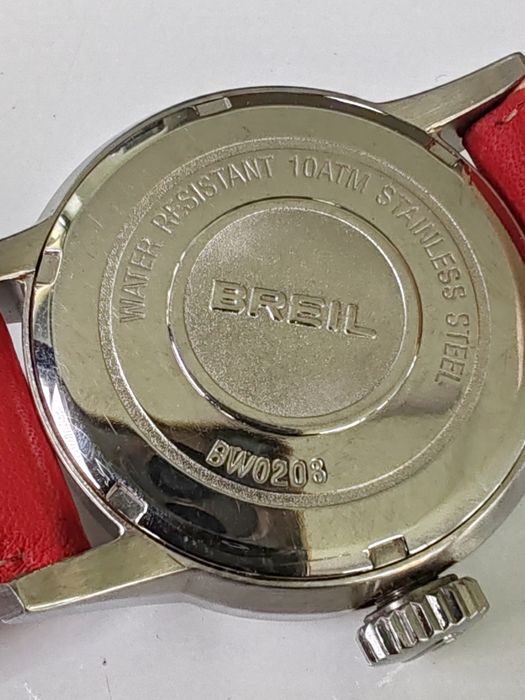 WATER RESISTANT 10ATM STAINLESS STEEL
BREIL
BW0208